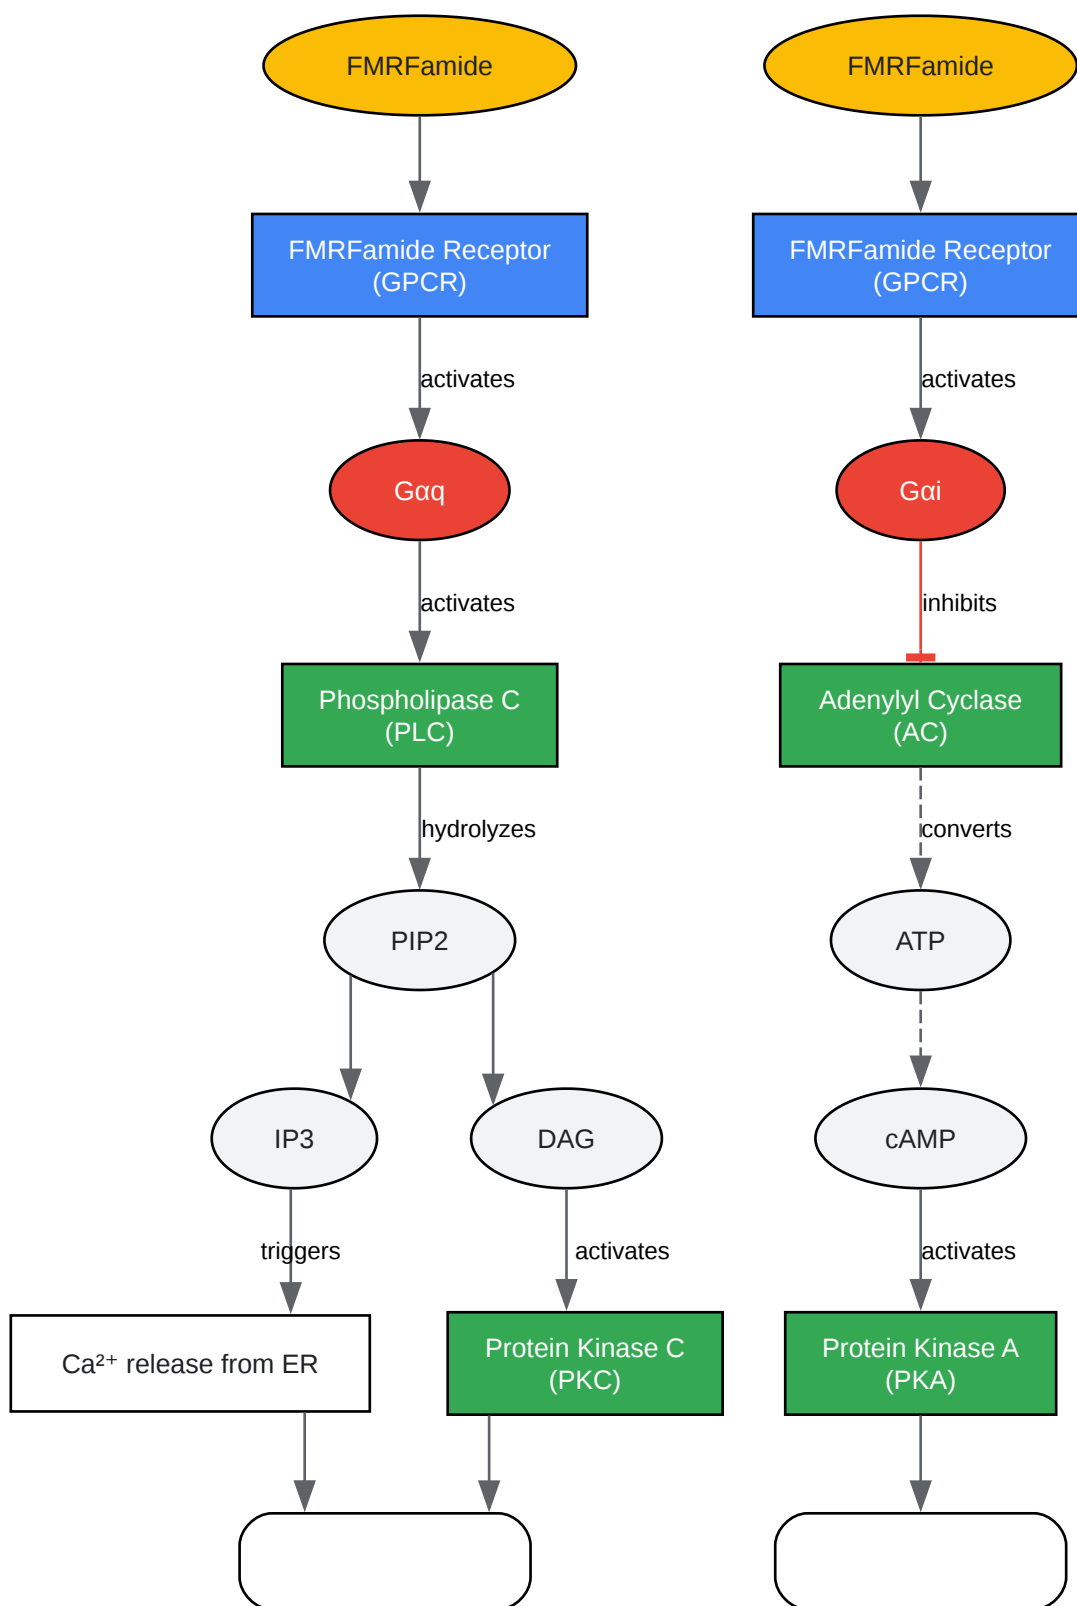 FMRFamide
FMRFamide
FMRFamide Receptor
(GPCR)
FMRFamide Receptor
(GPCR)
activates
activates
Gαq
Gαi
activates
inhibits
Phospholipase C
(PLC)
Adenylyl Cyclase
(AC)
hydrolyzes
converts
PIP2
ATP
IP3
DAG
cAMP
triggers
activates
activates
Ca²⁺ release from ER
Protein Kinase C
(PKC)
Protein Kinase A
(PKA)